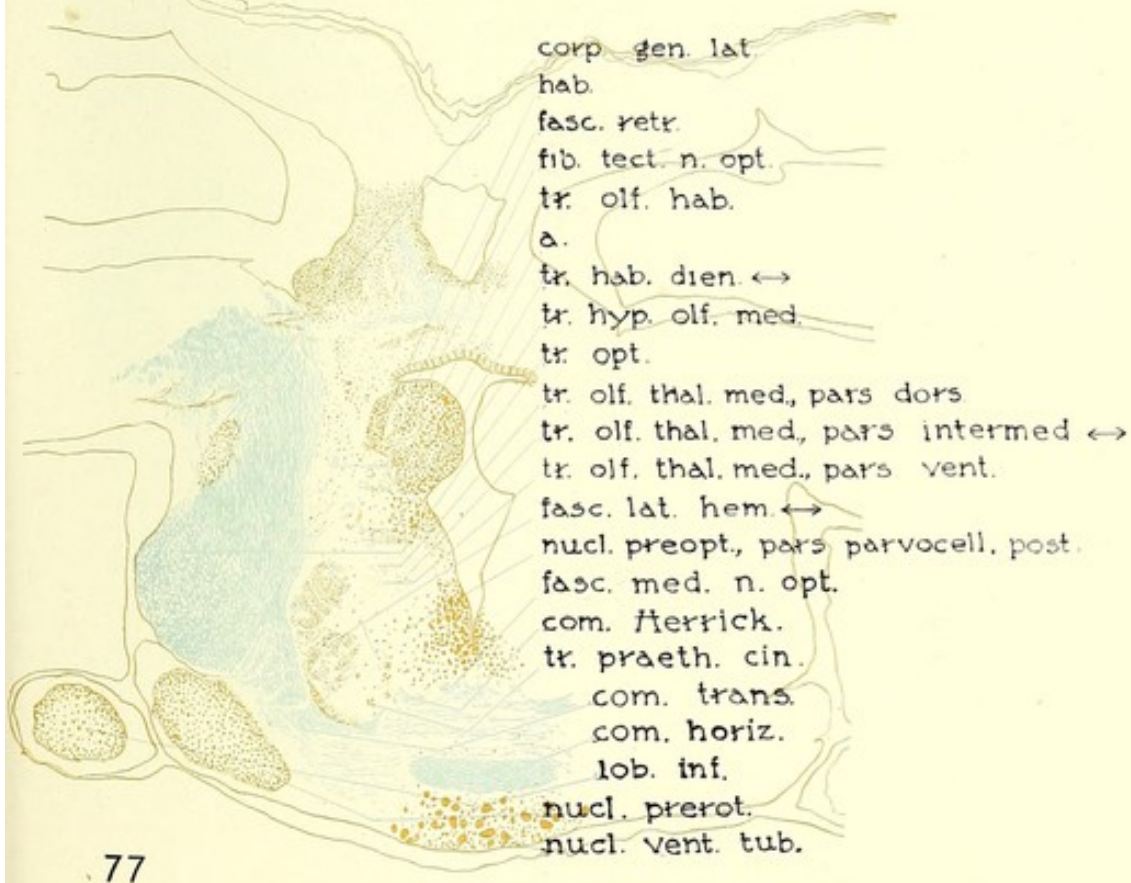 corp gen. lat.
hab.
fasc. retr.
fib. tect. n. opt.
tr. olf. hab.
a.
tr. hab. dien. ↔
tr. hyp. olf. med.
tr. opt.
tr. olf. thal. med., pars dors.
tr. olf. thal. med., pars intermed ↔
tr. olf. thal. med., pars vent.
fasc. lat. hem. ↔
nucl. preopt., pars parvocell. post.
fasc. med. n. opt.
com. Herrick.
tr. praeth. cin.
com. trans.
com. horiz.
lob. inf.
nucl. prerot.
nucl. vent. tub.
77